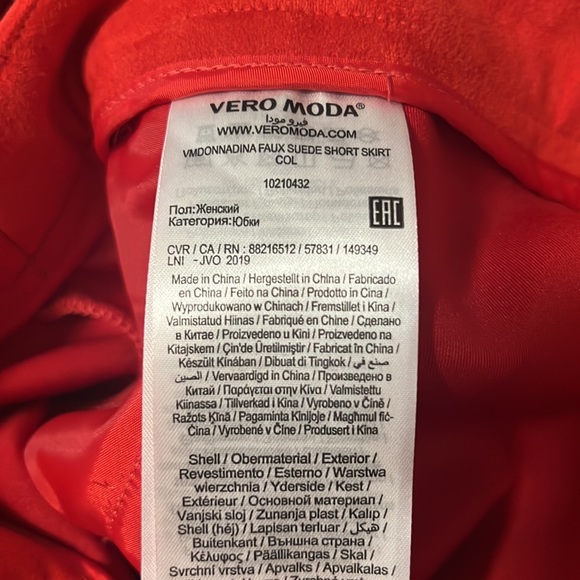 VERO MODA®
فيرو مودا
WWW.VEROMODA.COM
VMDONNADINA FAUX SUEDE SHORT SKIRT
COL
10210432
Пол:Женский
Категория:Юбки
EAC
CVR / CA / RN : 88216512 / 57831 / 149349
LNI - JVO 2019
Made in China / Hergestellt in China / Fabricado
en China / Feito na China / Prodotto in Cina /
Wyprodukowano w Chinach / Fremstillet i Kina /
Valmistatud Hiinas / Fabriqué en Chine / Сделано
в Китае / Proizvedeno u Kini / Proizvedeno na
Kitajskem / Çin'de Üretilmiştir / Fabricat în China /
Készült Kínában / Dibuat di Tingkok / صنع في
الصين / Vervaardigd in China / Произведено в
Китай / Παράγεται στην Κίνα / Valmistettu
Kiinassa / Tillverkad i Kina / Vyrobeno v Číně /
Ražots Ķīnā / Pagaminta Kinijoje / Magħmul fiċ-
Ċina / Vyrobené v Číne / Produsert i Kina
Shell / Obermaterial / Exterior /
Revestimento / Esterno / Warstwa
wierzchnia / Yderside / Kest /
Extérieur / Основной материал /
Vanjski sloj / Zunanja plast / Kalıp /
Shell (héj) / Lapisan terluar / هيكل /
Buitenkant / Външна страна /
Κέλυφος / Päällikangas / Skal /
Svrchní vrstva / Apvalks / Apvalkalas /